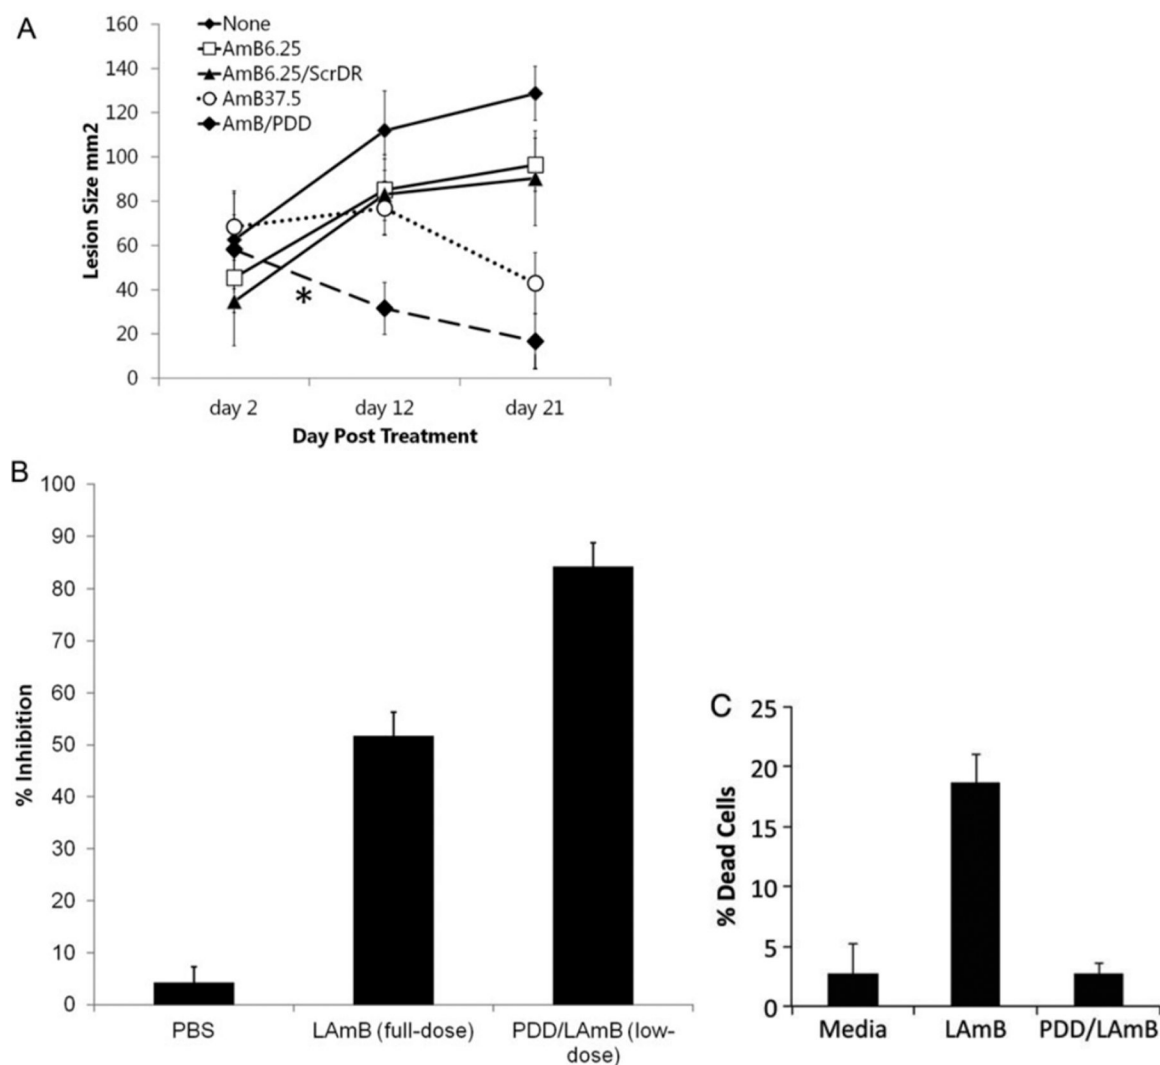 A
160
140
120
100
80
60
40
20
0
Lesion Size mm2
None
AmB6.25
AmB6.25/ScrDR
AmB37.5
AmB/PDD
*
day 2 day 12 day 21
Day Post Treatment
B
100
90
80
70
60
50
40
30
20
10
0
% Inhibition
PBS LAmB (full-dose) PDD/LAmB (low-
dose)
C
25
20
15
10
5
0
% Dead Cells
Media LAmB PDD/LAmB